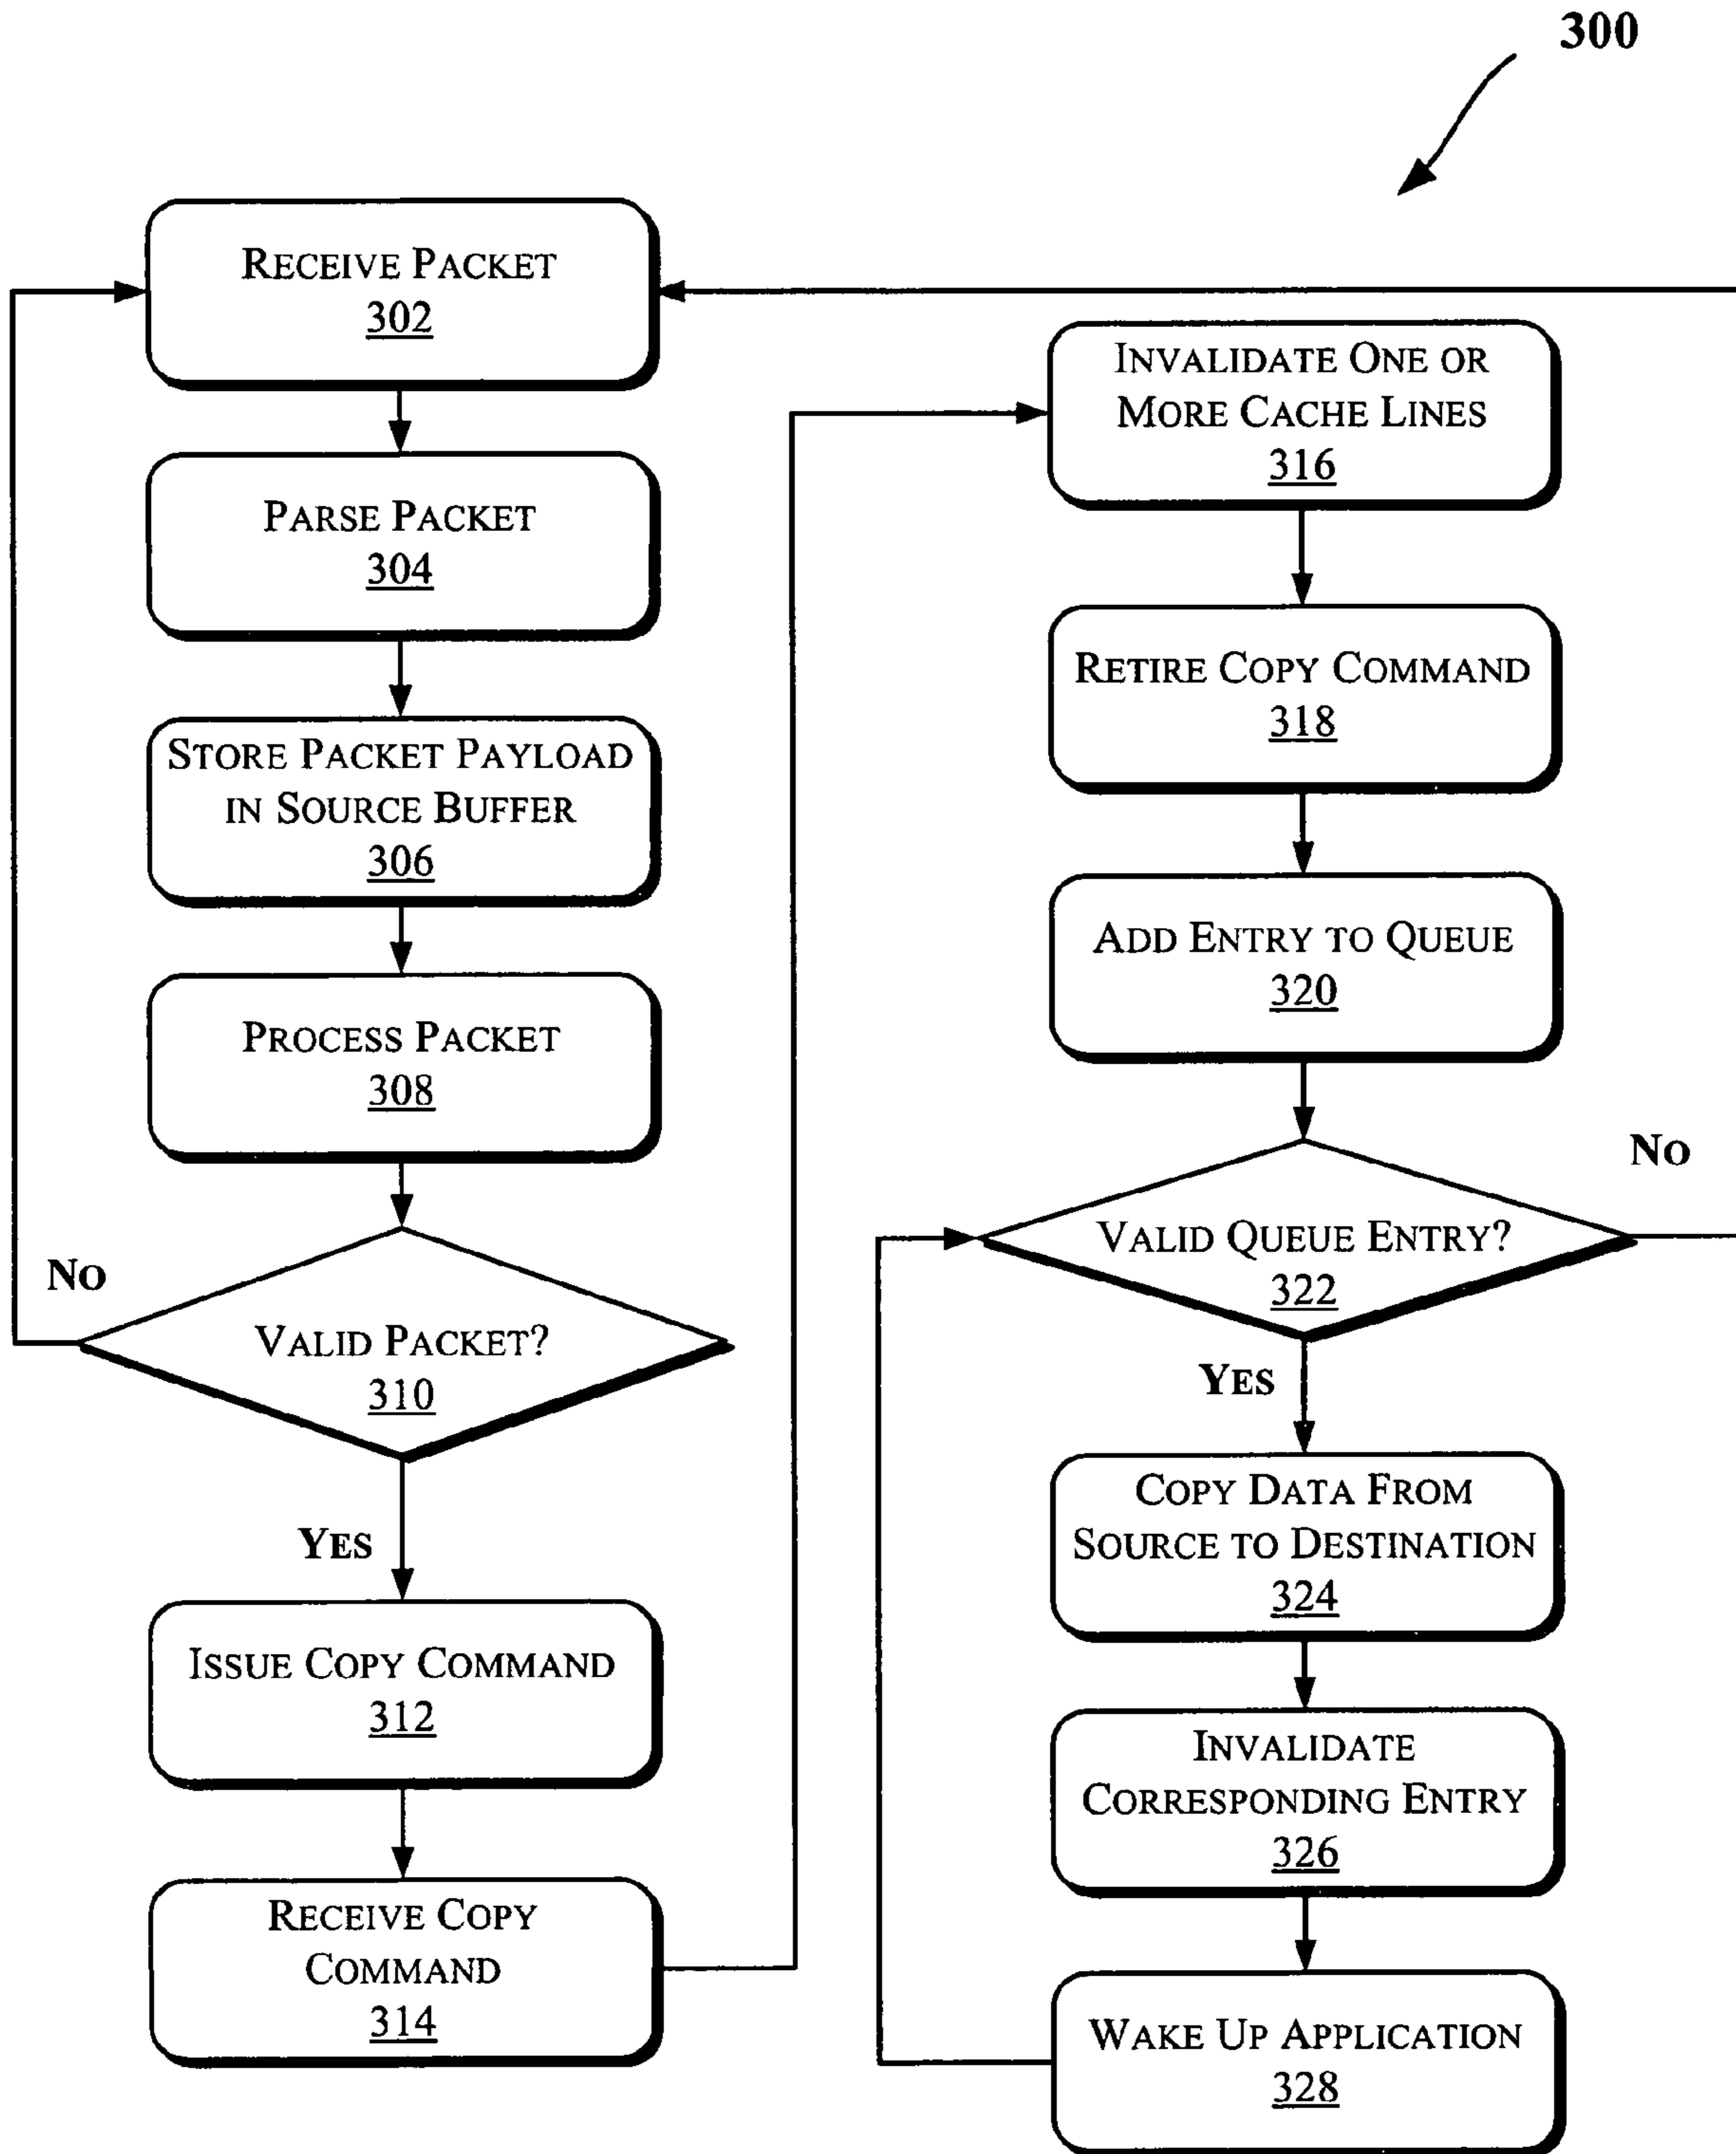 300
RECEIVE PACKET
302
PARSE PACKET
304
STORE PACKET PAYLOAD
IN SOURCE BUFFER
306
PROCESS PACKET
308
NO
VALID PACKET?
310
YES
ISSUE COPY COMMAND
312
RECEIVE COPY
COMMAND
314
INVALIDATE ONE OR
MORE CACHE LINES
316
RETIRE COPY COMMAND
318
ADD ENTRY TO QUEUE
320
NO
VALID QUEUE ENTRY?
322
YES
COPY DATA FROM
SOURCE TO DESTINATION
324
INVALIDATE
CORRESPONDING ENTRY
326
WAKE UP APPLICATION
328